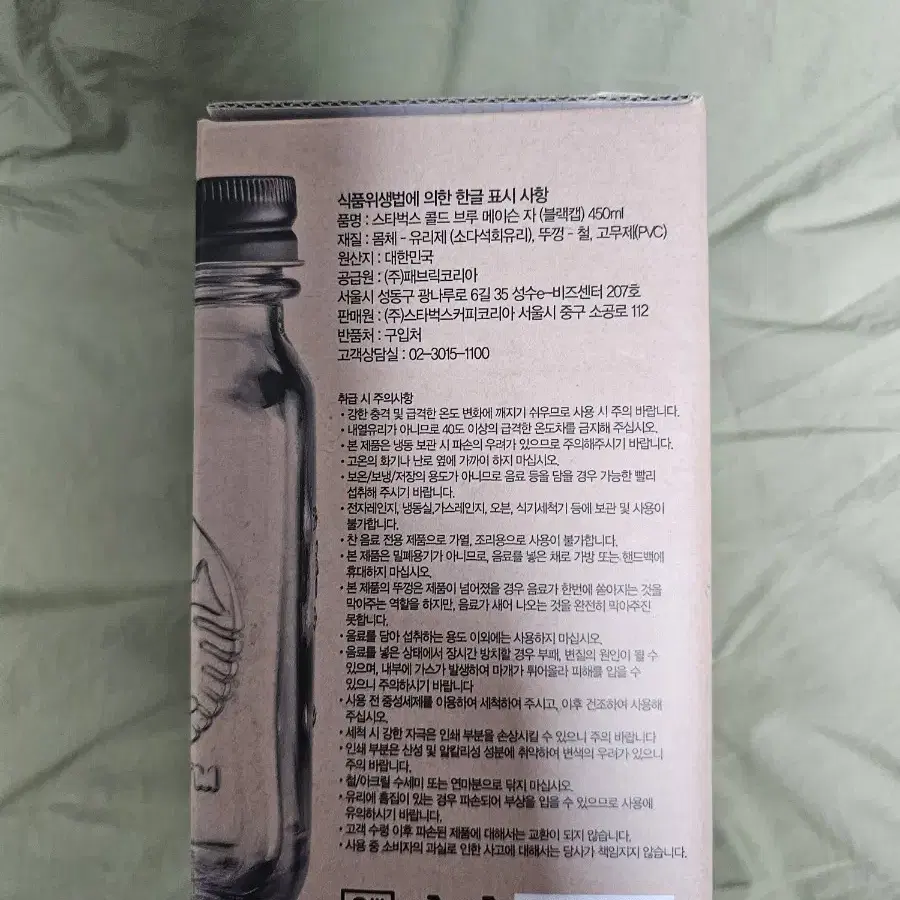 식품위생법에 의한 한글 표시 사항
품명 : 스타벅스 콜드 브루 메이슨 자 (블랙캡) 450ml
재질 : 몸체 - 유리제 (소다석회유리), 뚜껑 - 철, 고무제(PVC)
원산지 : 대한민국
공급원 : (주)패브릭코리아
서울시 성동구 광나루로 6길 35 성수e-비즈센터 207호
판매원 : (주)스타벅스커피코리아 서울시 중구 소공로 112
반품처 : 구입처
고객상담실 : 02-3015-1100
취급 시 주의사항
• 강한 충격 및 급격한 온도 변화에 깨지기 쉬우므로 사용 시 주의 바랍니다.
• 내열유리가 아니므로 40도 이상의 급격한 온도차를 금지해 주십시오.
• 본 제품은 냉동 보관 시 파손의 우려가 있으므로 주의해주시기 바랍니다.
• 고온의 화기나 난로 옆에 가까이 하지 마십시오.
• 보온/보냉/저장의 용도가 아니므로 음료 등을 담을 경우 가능한 빨리
섭취해 주시기 바랍니다.
• 전자레인지, 냉동실,가스레인지, 오븐, 식기세척기 등에 보관 및 사용이
불가합니다.
• 찬 음료 전용 제품으로 가열, 조리용으로 사용이 불가합니다.
• 본 제품은 밀폐용기가 아니므로, 음료를 넣은 채로 가방 또는 핸드백에
휴대하지 마십시오.
• 본 제품의 뚜껑은 제품이 넘어졌을 경우 음료가 한번에 쏟아지는 것을
막아주는 역할을 하지만, 음료가 새어 나오는 것을 완전히 막아주진
못합니다.
• 음료를 담아 섭취하는 용도 이외에는 사용하지 마십시오.
• 음료를 넣은 상태에서 장시간 방치할 경우 부패, 변질의 원인이 될 수
있으며, 내부에 가스가 발생하여 마개가 튀어올라 피해를 입을 수
있으니 주의하시기 바랍니다
• 사용 전 중성세제를 이용하여 세척하여 주시고, 이후 건조하여 사용해
주십시오.
• 세척 시 강한 자극은 인쇄 부분을 손상시킬 수 있으니 주의 바랍니다
• 인쇄 부분은 산성 및 알칼리성 성분에 취약하여 변색의 우려가 있으니
주의 바랍니다.
• 철/아크릴 수세미 또는 연마분으로 닦지 마십시오.
• 유리에 흠집이 있는 경우 파손되어 부상을 입을 수 있으므로 사용에
유의하시기 바랍니다.
• 고객 수령 이후 파손된 제품에 대해서는 교환이 되지 않습니다.
• 사용 중 소비자의 과실로 인한 사고에 대해서는 당사가 책임지지 않습니다.